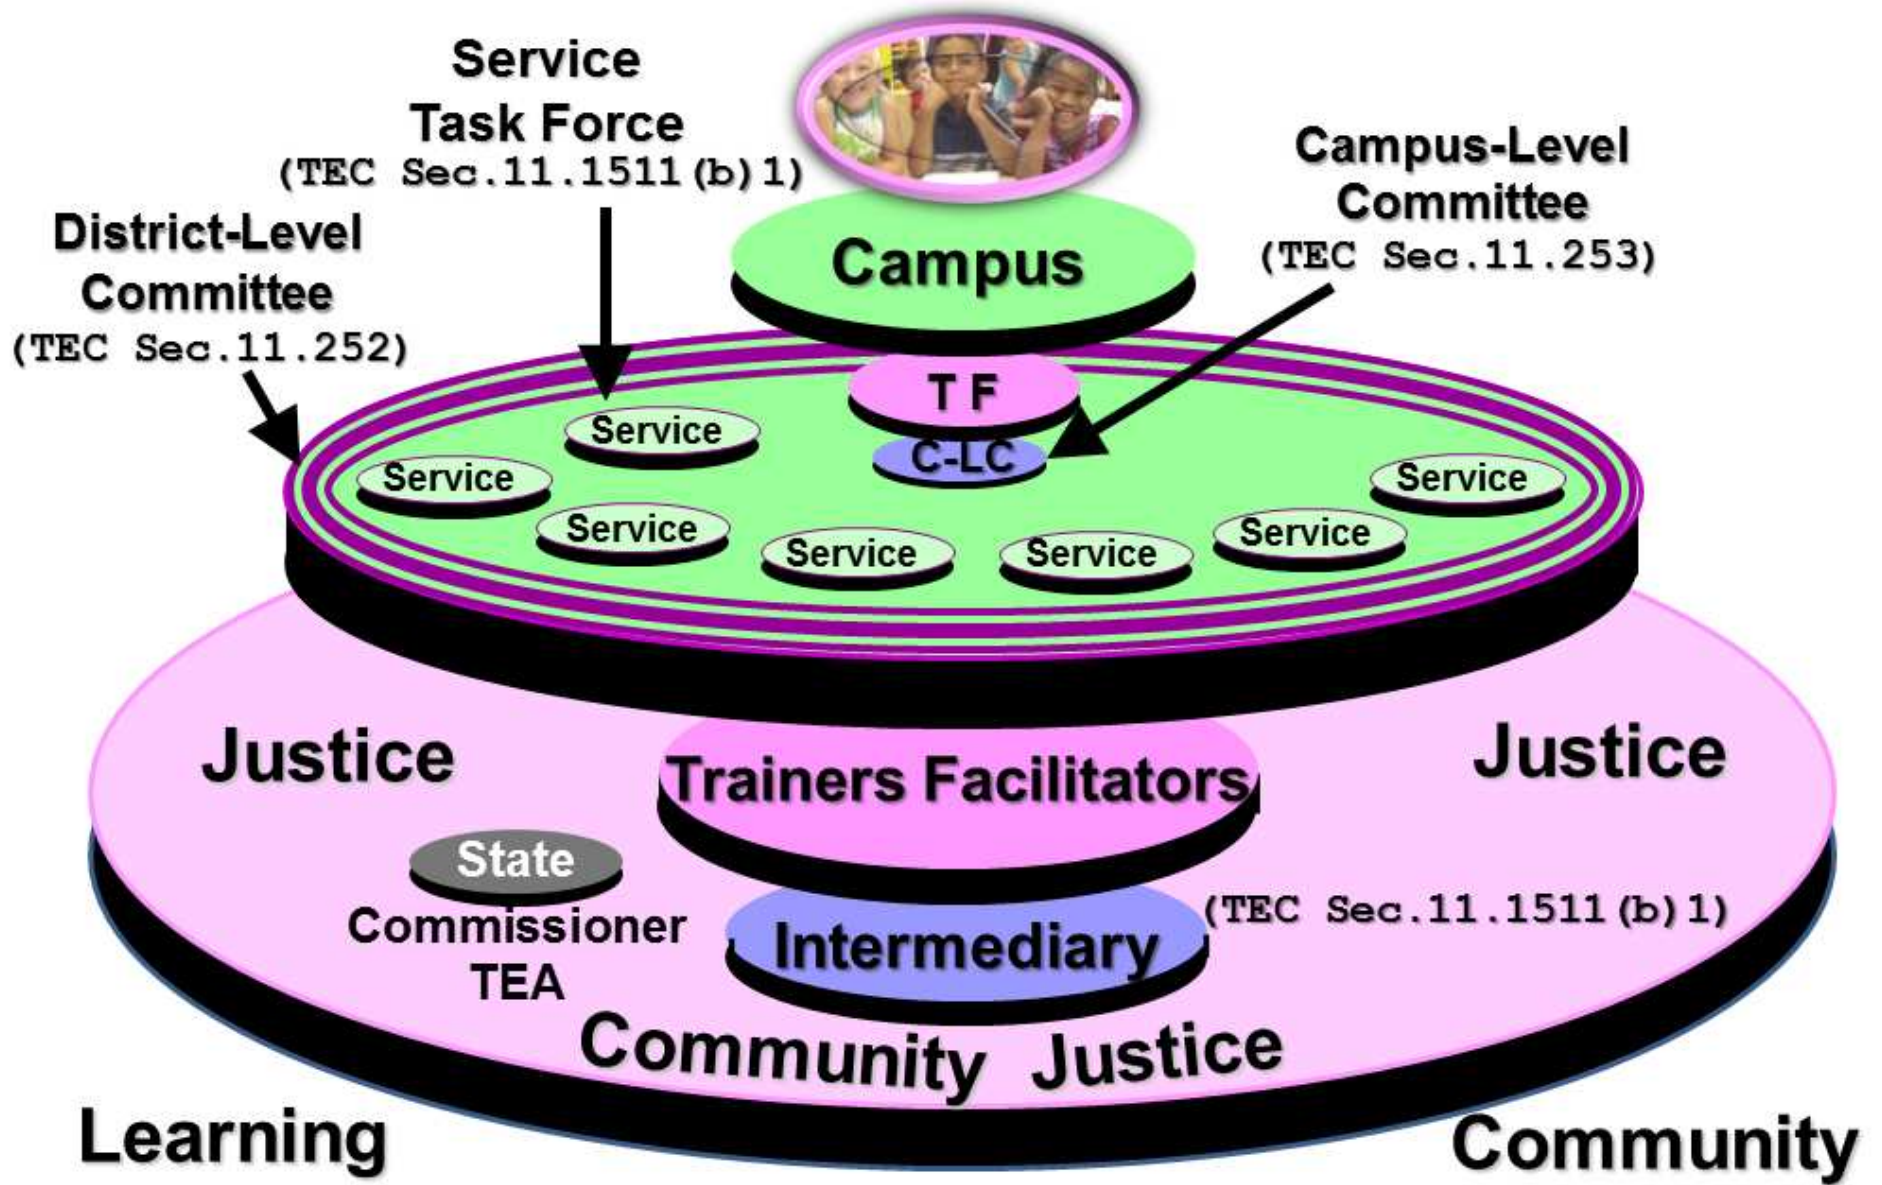 Service
Task Force
(TEC Sec.11.1511(b)1)
Campus-Level
Committee
(TEC Sec.11.253)
District-Level
Committee
(TEC Sec.11.252)
Campus
T F
C-LC
Service
Service
Service
Service
Service
Service
Service
Justice
Justice
Trainers Facilitators
State
Commissioner
TEA
Intermediary
(TEC Sec.11.1511(b)1)
Community Justice
Learning
Community